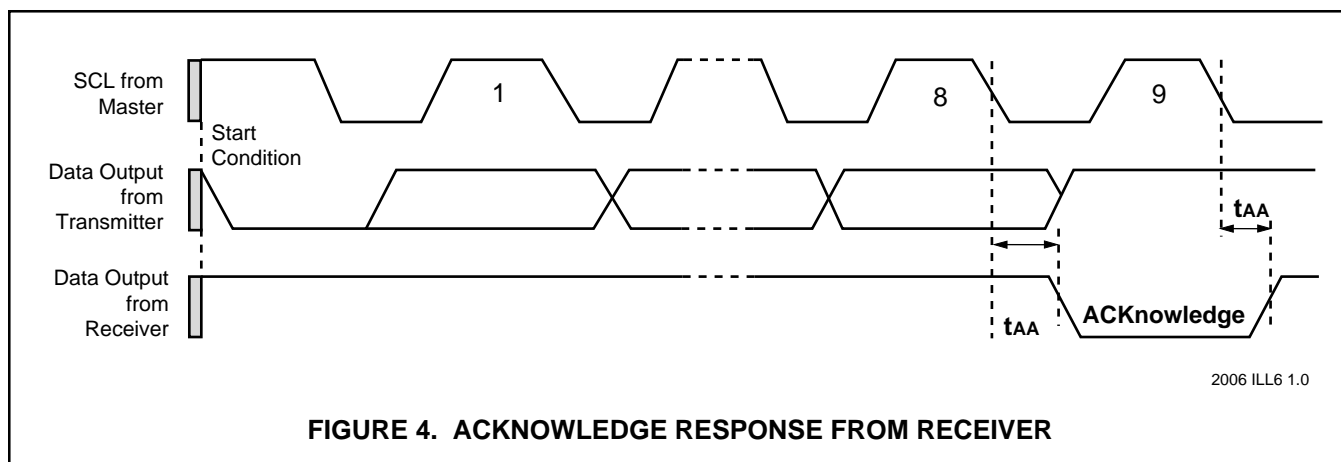 SCL from
Master
1
8
9
Start
Condition
Data Output
from
Transmitter
tAA
Data Output
from
Receiver
tAA
ACKnowledge
2006 ILL6 1.0
FIGURE 4. ACKNOWLEDGE RESPONSE FROM RECEIVER